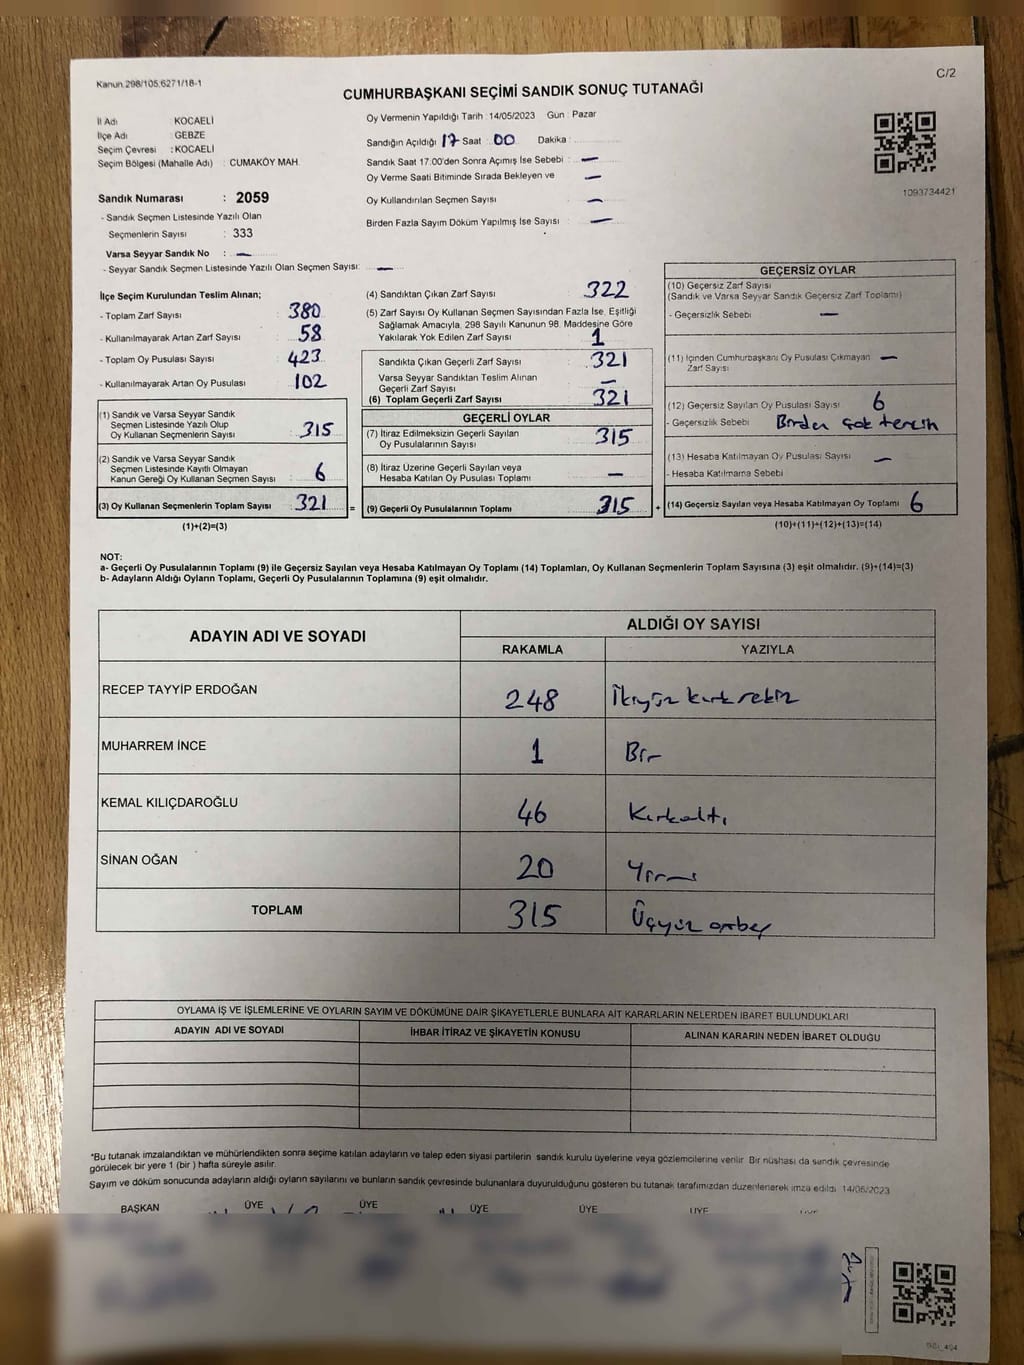 Kanun.298/105.6271/18-1
C/2
CUMHURBAŞKANI SEÇİMİ SANDIK SONUÇ TUTANAĞI
İl Adı : KOCAELİ
İlçe Adı : GEBZE
Seçim Çevresi : KOCAELİ
Seçim Bölgesi (Mahalle Adı) : CUMAKÖY MAH.
Oy Vermenin Yapıldığı Tarih : 14/05/2023 Gün : Pazar
Sandığın Açıldığı 17 Saat : 00 Dakika :
Sandık Saat 17:00'den Sonra Açımış İse Sebebi : —
Oy Verme Saati Bitiminde Sırada Bekleyen ve —
Oy Kullandırılan Seçmen Sayısı : —
Birden Fazla Sayım Döküm Yapılmış İse Sayısı : —
1093734421
Sandık Numarası : 2059
- Sandık Seçmen Listesinde Yazılı Olan
Seçmenlerin Sayısı : 333
Varsa Seyyar Sandık No : —
- Seyyar Sandık Seçmen Listesinde Yazılı Olan Seçmen Sayısı: —
İlçe Seçim Kurulundan Teslim Alınan;
- Toplam Zarf Sayısı : 380
- Kullanılmayarak Artan Zarf Sayısı : 58
- Toplam Oy Pusulası Sayısı : 423
- Kullanılmayarak Artan Oy Pusulası : 102
(1) Sandık ve Varsa Seyyar Sandık
Seçmen Listesinde Yazılı Olup
Oy Kullanan Seçmenlerin Sayısı : 315
(2) Sandık ve Varsa Seyyar Sandık
Seçmen Listesinde Kayıtlı Olmayan
Kanun Gereği Oy Kullanan Seçmen Sayısı : 6
(3) Oy Kullanan Seçmenlerin Toplam Sayısı : 321 =
(1)+(2)=(3)
(4) Sandıktan Çıkan Zarf Sayısı : 322
(5) Zarf Sayısı Oy Kullanan Seçmen Sayısından Fazla İse, Eşitliği
Sağlamak Amacıyla, 298 Sayılı Kanunun 98. Maddesine Göre
Yakılarak Yok Edilen Zarf Sayısı : 1
Sandıkta Çıkan Geçerli Zarf Sayısı : 321
Varsa Seyyar Sandıktan Teslim Alınan
Geçerli Zarf Sayısı : —
(6) Toplam Geçerli Zarf Sayısı : 321
GEÇERLİ OYLAR
(7) İtiraz Edilmeksizin Geçerli Sayılan
Oy Pusulalarının Sayısı : 315
(8) İtiraz Üzerine Geçerli Sayılan veya
Hesaba Katılan Oy Pusulası Toplamı : —
(9) Geçerli Oy Pusulalarının Toplamı : 315 +
GEÇERSİZ OYLAR
(10) Geçersiz Zarf Sayısı
(Sandık ve Varsa Seyyar Sandık Geçersiz Zarf Toplamı)
- Geçersizlik Sebebi : —
(11) İçinden Cumhurbaşkanı Oy Pusulası Çıkmayan —
Zarf Sayısı
(12) Geçersiz Sayılan Oy Pusulası Sayısı : 6
- Geçersizlik Sebebi Birden çok tercih
(13) Hesaba Katılmayan Oy Pusulası Sayısı : —
- Hesaba Katılmama Sebebi
(14) Geçersiz Sayılan veya Hesaba Katılmayan Oy Toplamı : 6
(10)+(11)+(12)+(13)=(14)
NOT:
a- Geçerli Oy Pusulalarının Toplamı (9) ile Geçersiz Sayılan veya Hesaba Katılmayan Oy Toplamı (14) Toplamları, Oy Kullanan Seçmenlerin Toplam Sayısına (3) eşit olmalıdır. (9)+(14)=(3)
b- Adayların Aldığı Oyların Toplamı, Geçerli Oy Pusulalarının Toplamına (9) eşit olmalıdır.
ADAYIN ADI VE SOYADI ALDIĞI OY SAYISI
RAKAMLA YAZIYLA
RECEP TAYYİP ERDOĞAN 248 İkiyüz kırk sekiz
MUHARREM İNCE 1 Bir
KEMAL KILIÇDAROĞLU 46 Kırkaltı
SİNAN OĞAN 20 Yirmi
TOPLAM 315 Üçyüz onbeş
OYLAMA İŞ VE İŞLEMLERİNE VE OYLARIN SAYIM VE DÖKÜMÜNE DAİR ŞİKAYETLERLE BUNLARA AİT KARARLARIN NELERDEN İBARET BULUNDUKLARI
ADAYIN ADI VE SOYADI İHBAR İTİRAZ VE ŞİKAYETİN KONUSU ALINAN KARARIN NEDEN İBARET OLDUĞU
*Bu tutanak imzalandıktan ve mühürlendikten sonra seçime katılan adayların ve talep eden siyasi partilerin sandık kurulu üyelerine veya gözlemcilerine verilir. Bir nüshası da sandık çevresinde
görülecek bir yere 1 (bir ) hafta süreyle asılır.
Sayım ve döküm sonucunda adayların aldığı oyların sayılarını ve bunların sandık çevresinde bulunanlara duyurulduğunu gösteren bu tutanak tarafımızdan düzenlenerek imza edildi. 14/05/2023
BAŞKAN ÜYE ÜYE ÜYE ÜYE ÜYE